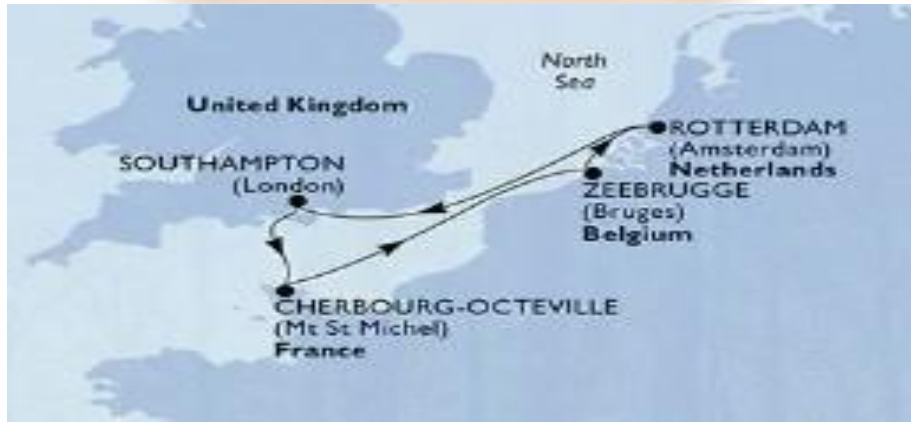 North
Sea
United Kingdom
ROTTERDAM
(Amsterdam)
Netherlands
SOUTHAMPTON
(London)
ZEEBRUGGE
(Bruges)
Belgium
CHERBOURG-OCTEVILLE
(Mt St Michel)
France